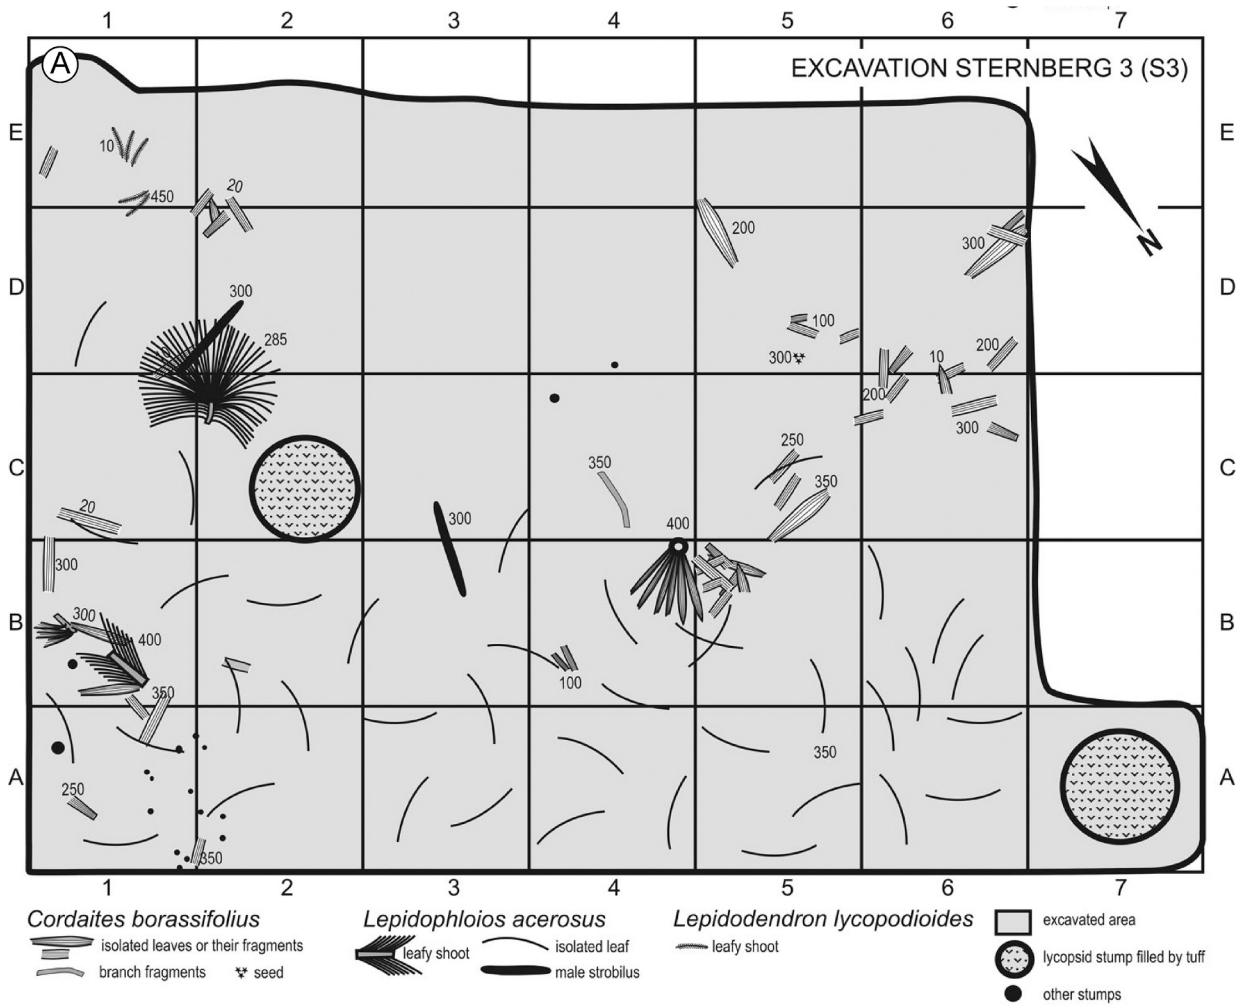 1 2 3 4 5 6 7
A
EXCAVATION STERNBERG 3 (S3)
E 10 E
450 20
200
300 N
D 300 D
285 100
300 10 200
200
300
C 250 C
350 350
20 300 400
300
B 300 B
400
350 100
350
A 250 A
350
1 2 3 4 5 6 7
Cordaites borassifolius Lepidophloios acerosus Lepidodendron lycopodioides
isolated leaves or their fragments
branch fragments seed
leafy shoot isolated leaf
male strobilus
leafy shoot
excavated area
lycopsid stump filled by tuff
other stumps